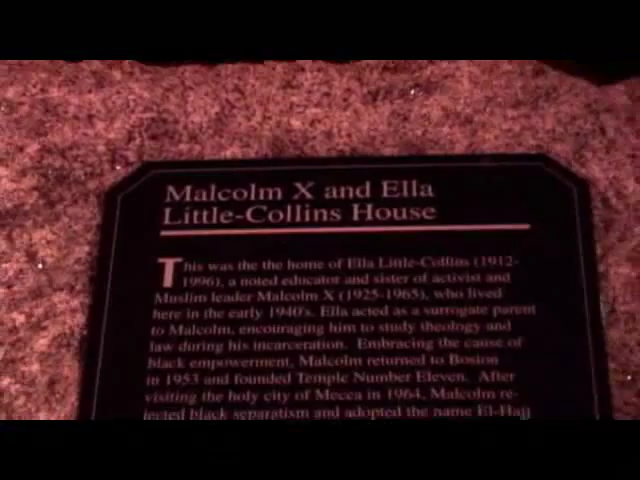 Malcolm X and Ella
Little-Collins House
This was the the home of Ella Little-Collins (1912-
1996), a noted educator and sister of activist and
Muslim leader Malcolm X (1925-1965), who lived
here in the early 1940's. Ella acted as a surrogate parent
to Malcolm, encouraging him to study theology and
law during his incarceration. Embracing the cause of
black empowerment, Malcolm returned to Boston
in 1953 and founded Temple Number Eleven. After
visiting the holy city of Mecca in 1964, Malcolm re-
jected black separatism and adopted the name El-Hajj